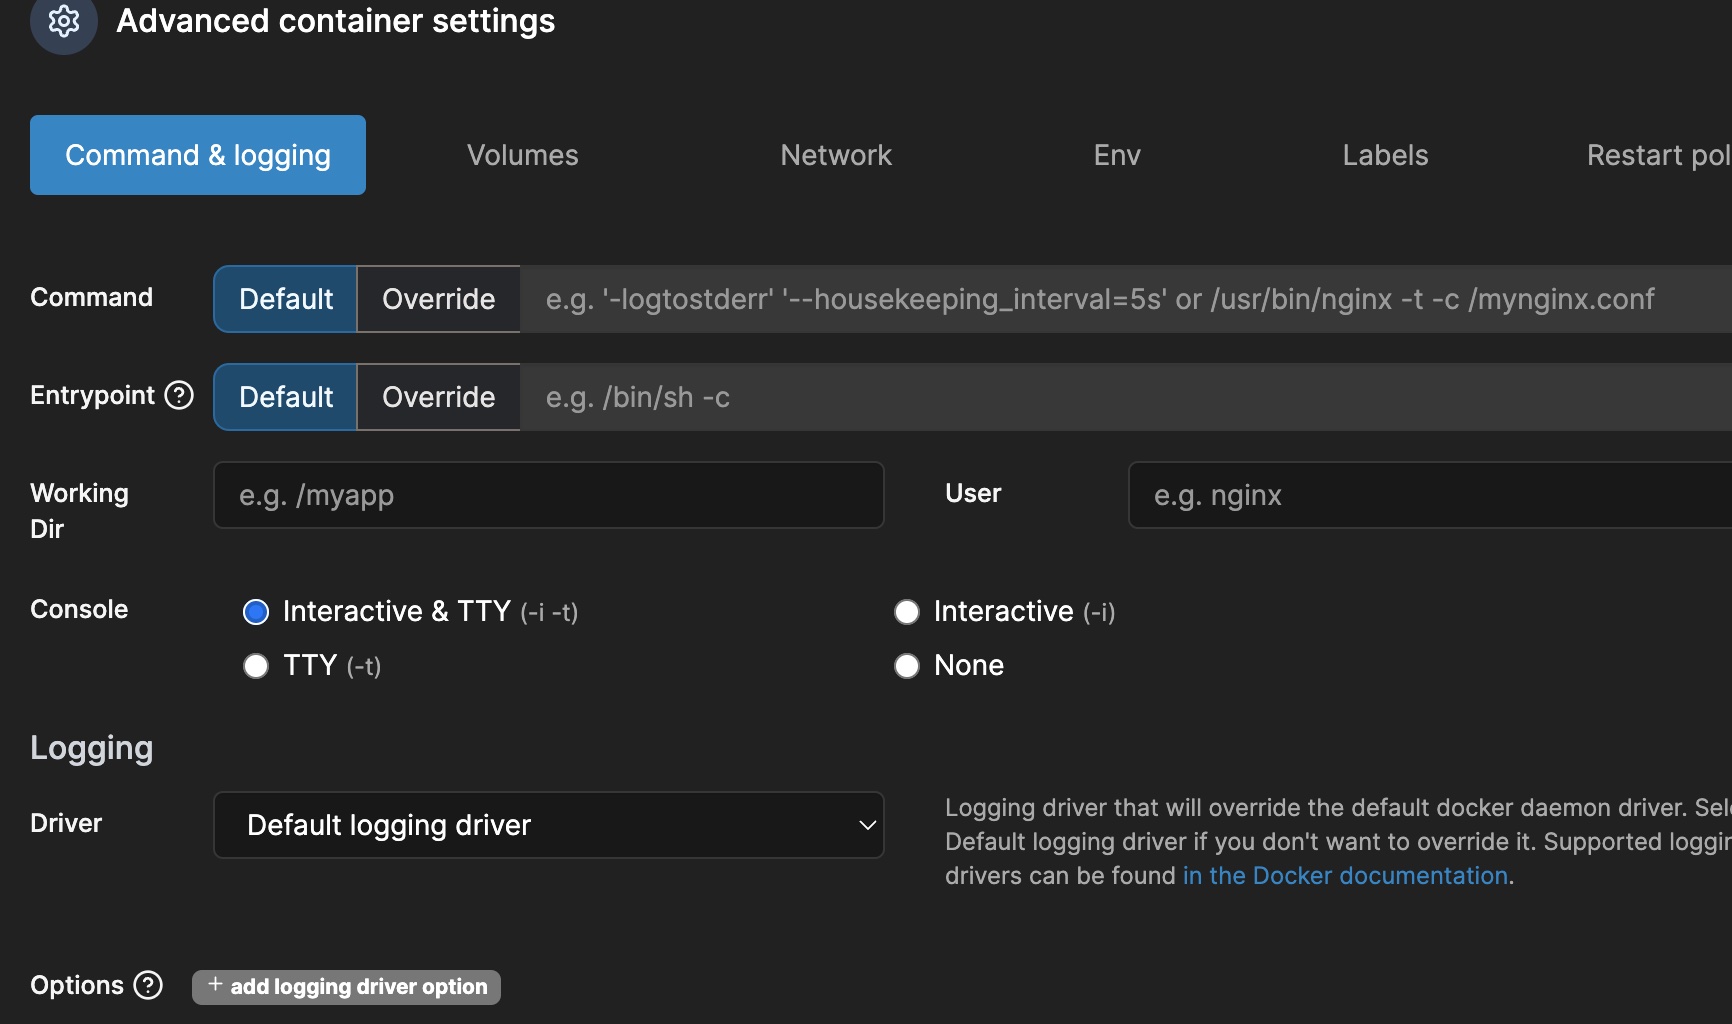 Advanced container settings
Command & logging Volumes Network Env Labels Restart pol
Command Default Override e.g. '-logtostderr' '--housekeeping_interval=5s' or /usr/bin/nginx -t -c /mynginx.conf
Entrypoint ? Default Override e.g. /bin/sh -c
Working Dir e.g. /myapp User e.g. nginx
Console Interactive & TTY (-i -t) Interactive (-i)
TTY (-t) None
Logging
Driver Default logging driver
Logging driver that will override the default docker daemon driver. Sel
Default logging driver if you don't want to override it. Supported loggin
drivers can be found in the Docker documentation.
Options ? + add logging driver option